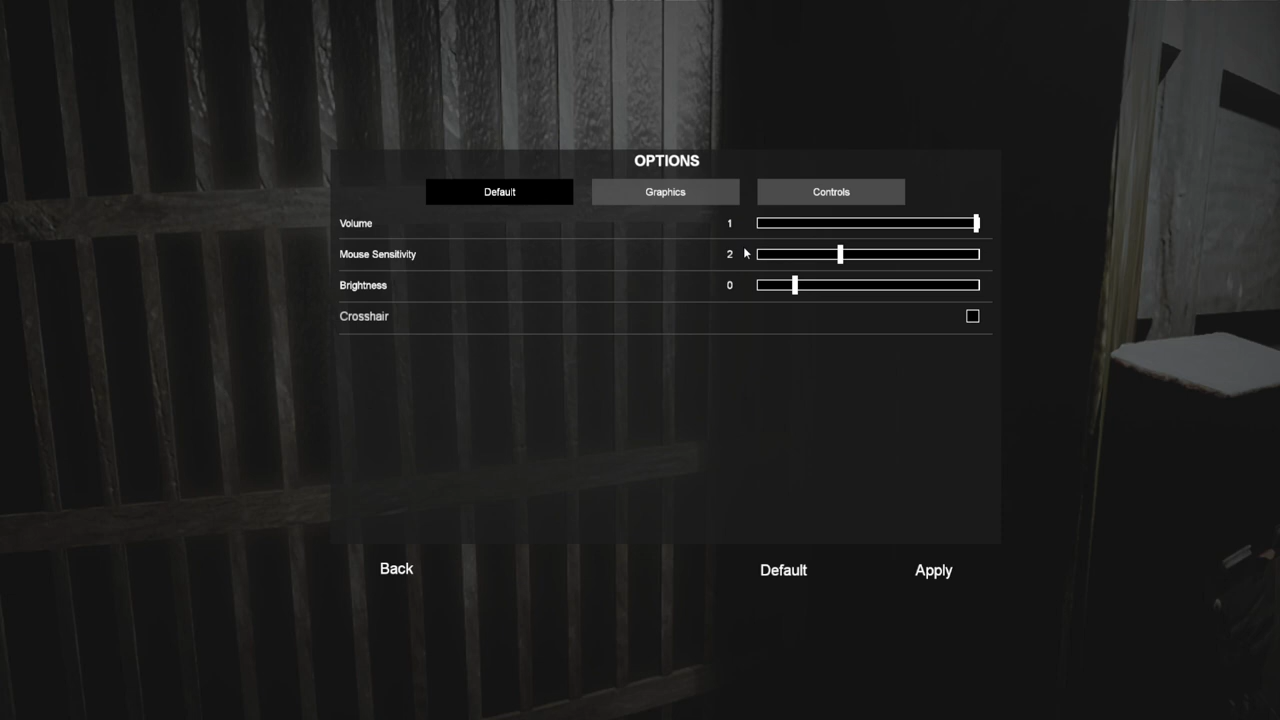 OPTIONS
Default Graphics Controls
Volume 1
Mouse Sensitivity 2
Brightness 0
Crosshair
Back Default Apply